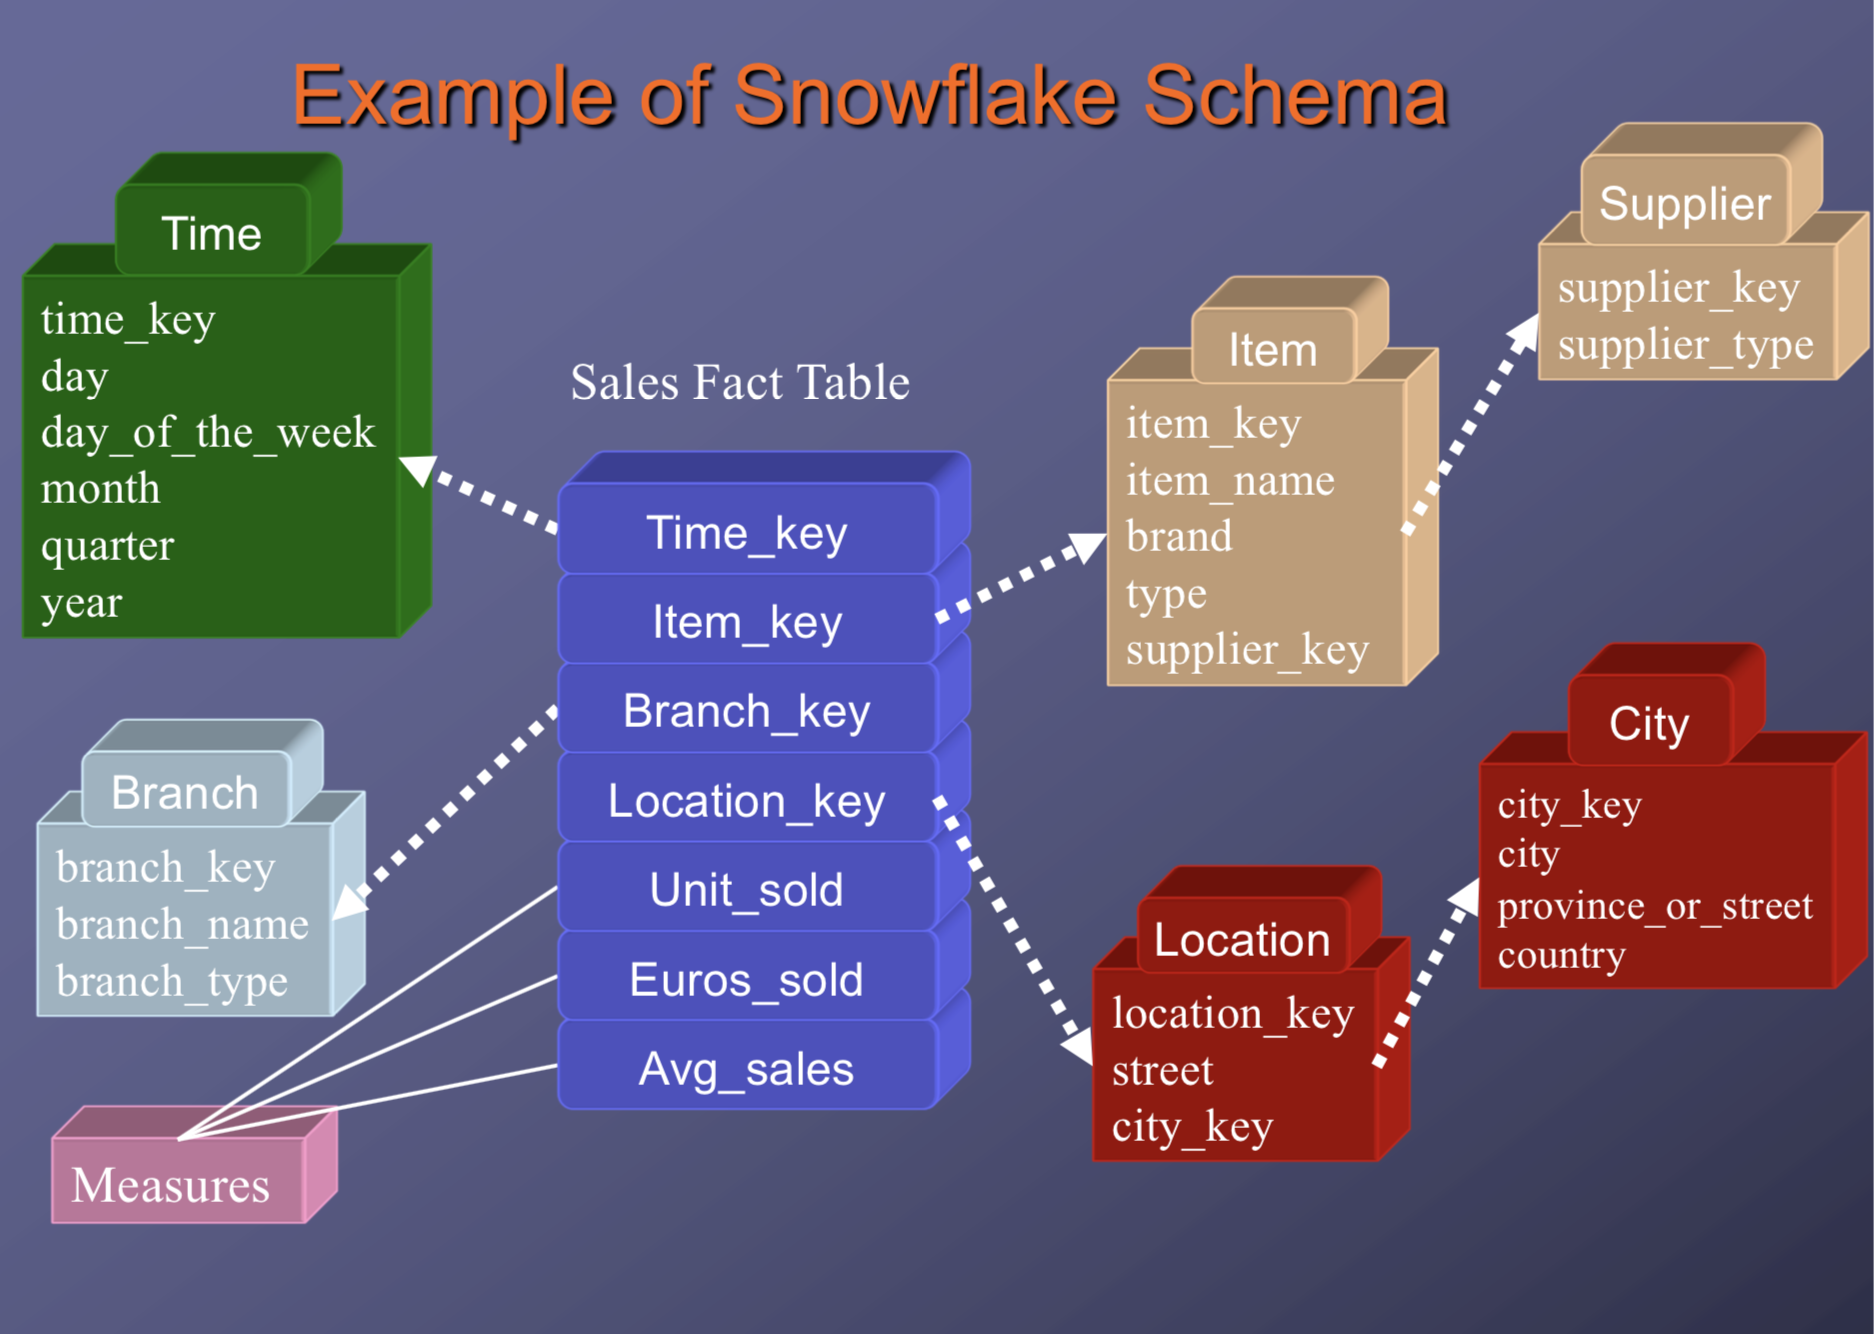 Example of Snowflake Schema
Time
time_key
day
day_of_the_week
month
quarter
year
Branch
branch_key
branch_name
branch_type
Measures
Sales Fact Table
Time_key
Item_key
Branch_key
Location_key
Unit_sold
Euros_sold
Avg_sales
Item
item_key
item_name
brand
type
supplier_key
Supplier
supplier_key
supplier_type
Location
location_key
street
city_key
City
city_key
city
province_or_street
country